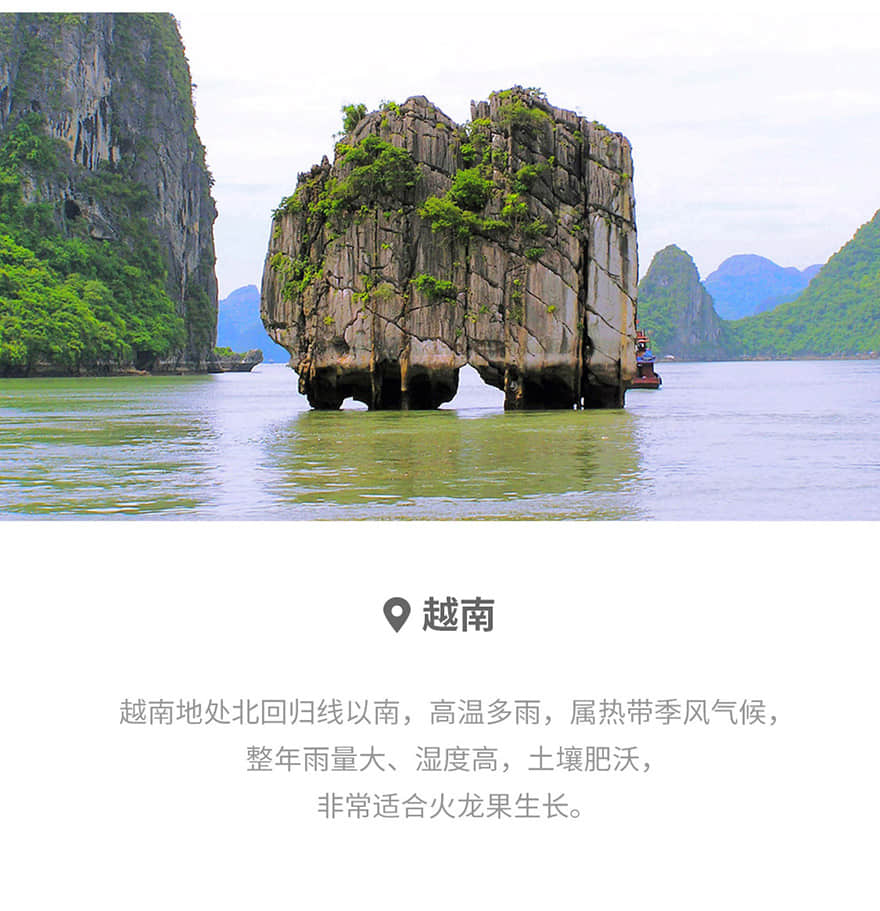 越南
越南地处北回归线以南，高温多雨，属热带季风气候，
整年雨量大、湿度高，土壤肥沃，
非常适合火龙果生长。